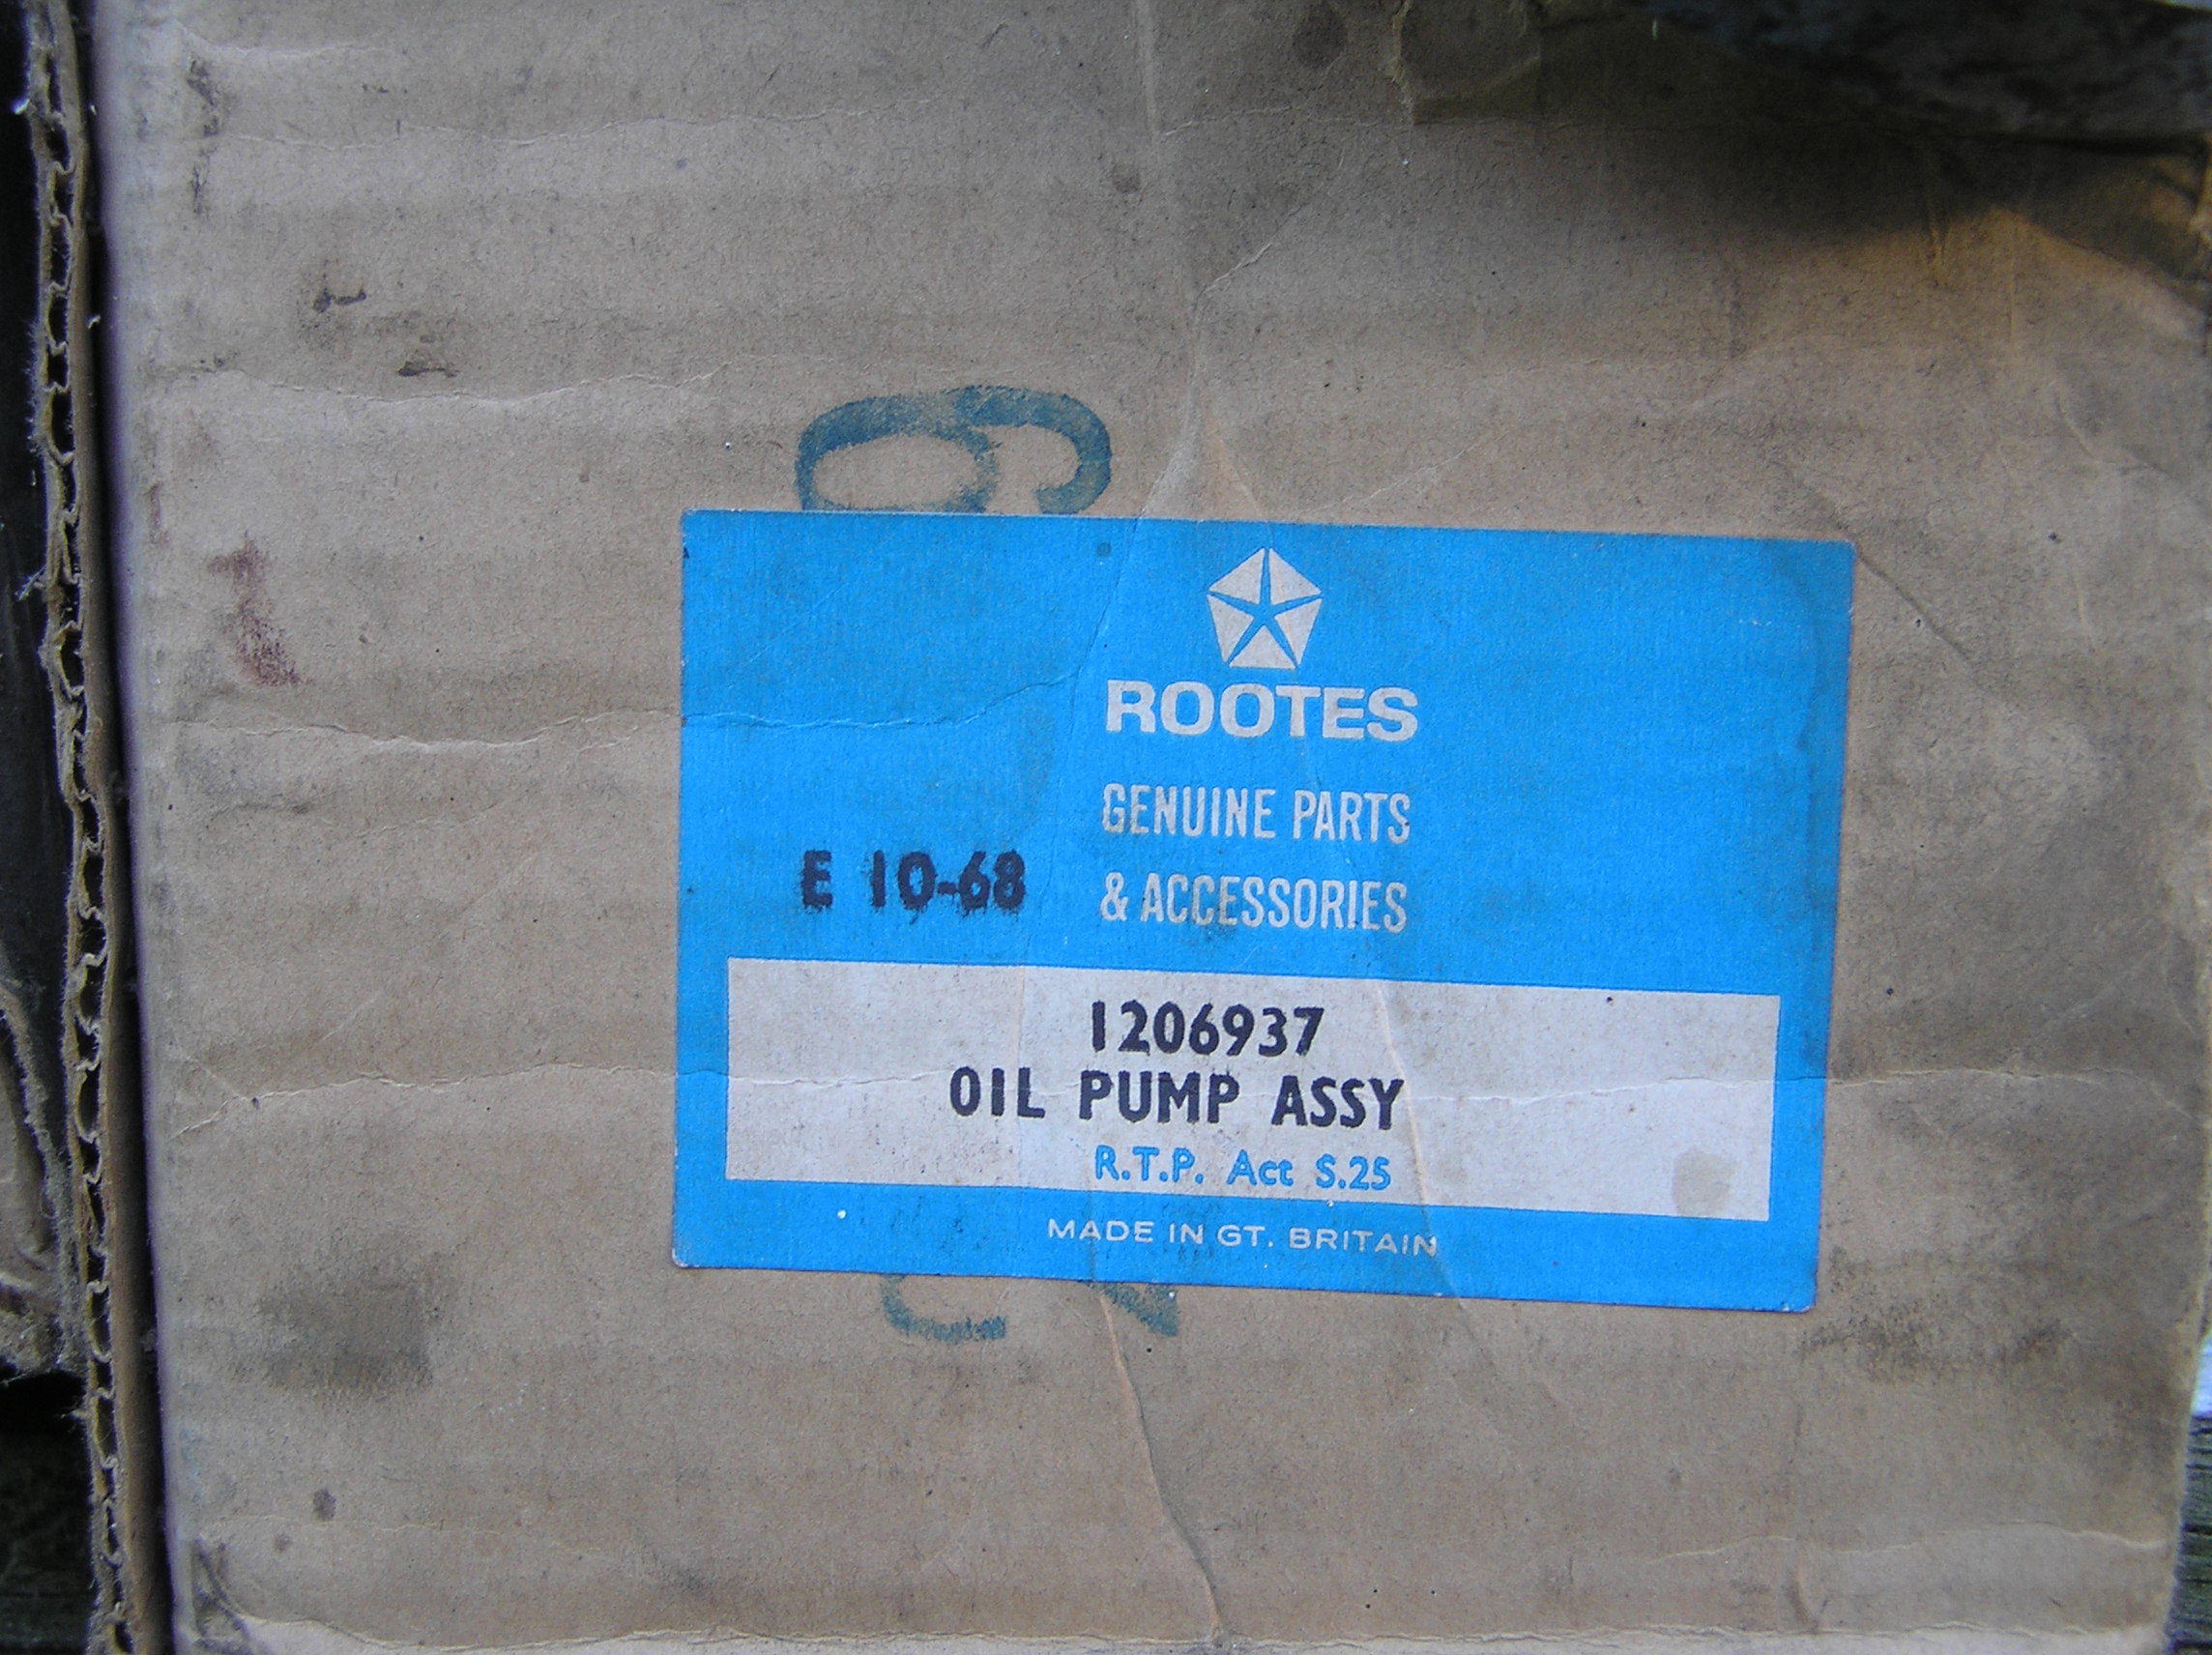 ROOTES
GENUINE PARTS
& ACCESSORIES
E 10-68
1206937
OIL PUMP ASSY
R.T.P. Act S.25
MADE IN GT. BRITAIN